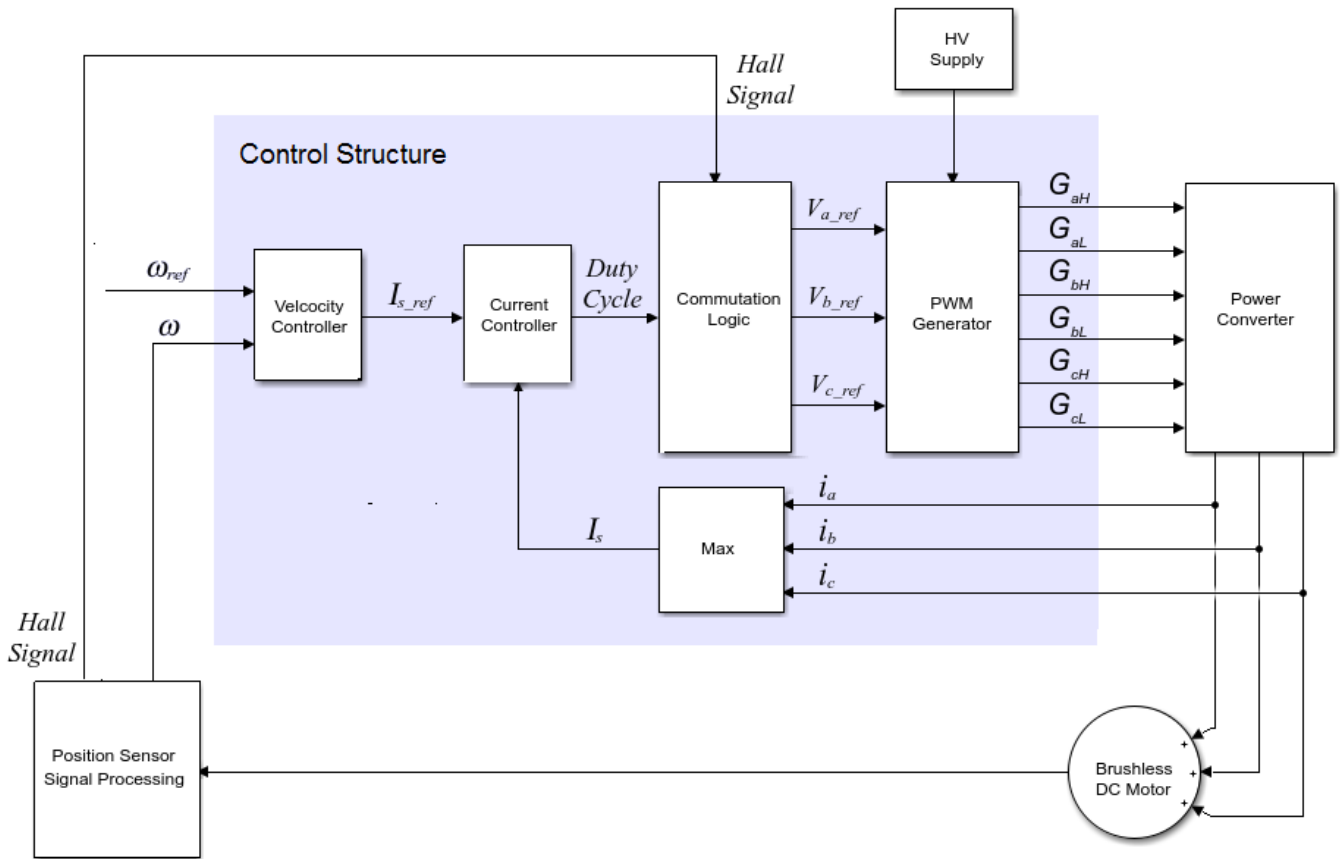 HV
Supply
Hall
Signal
Control Structure
ω_ref
ω
Velcocity
Controller
I_s_ref
Current
Controller
Duty
Cycle
Commutation
Logic
V_a_ref
V_b_ref
V_c_ref
PWM
Generator
G_aH
G_aL
G_bH
G_bL
G_cH
G_cL
Power
Converter
I_s
Max
i_a
i_b
i_c
Hall
Signal
Position Sensor
Signal Processing
Brushless
DC Motor
+
+
+